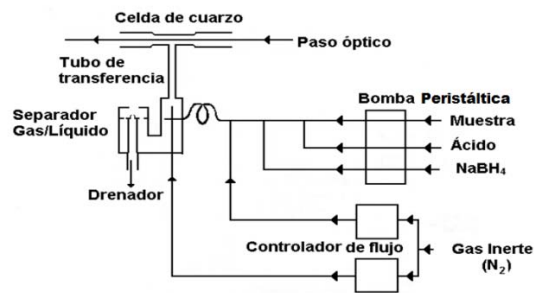 Celda de cuarzo
Paso óptico
Tubo de
transferencia
Bomba Peristáltica
Separador
Gas/Líquido
Muestra
Ácido
NaBH₄
Drenador
Controlador de flujo
Gas Inerte
(N₂)